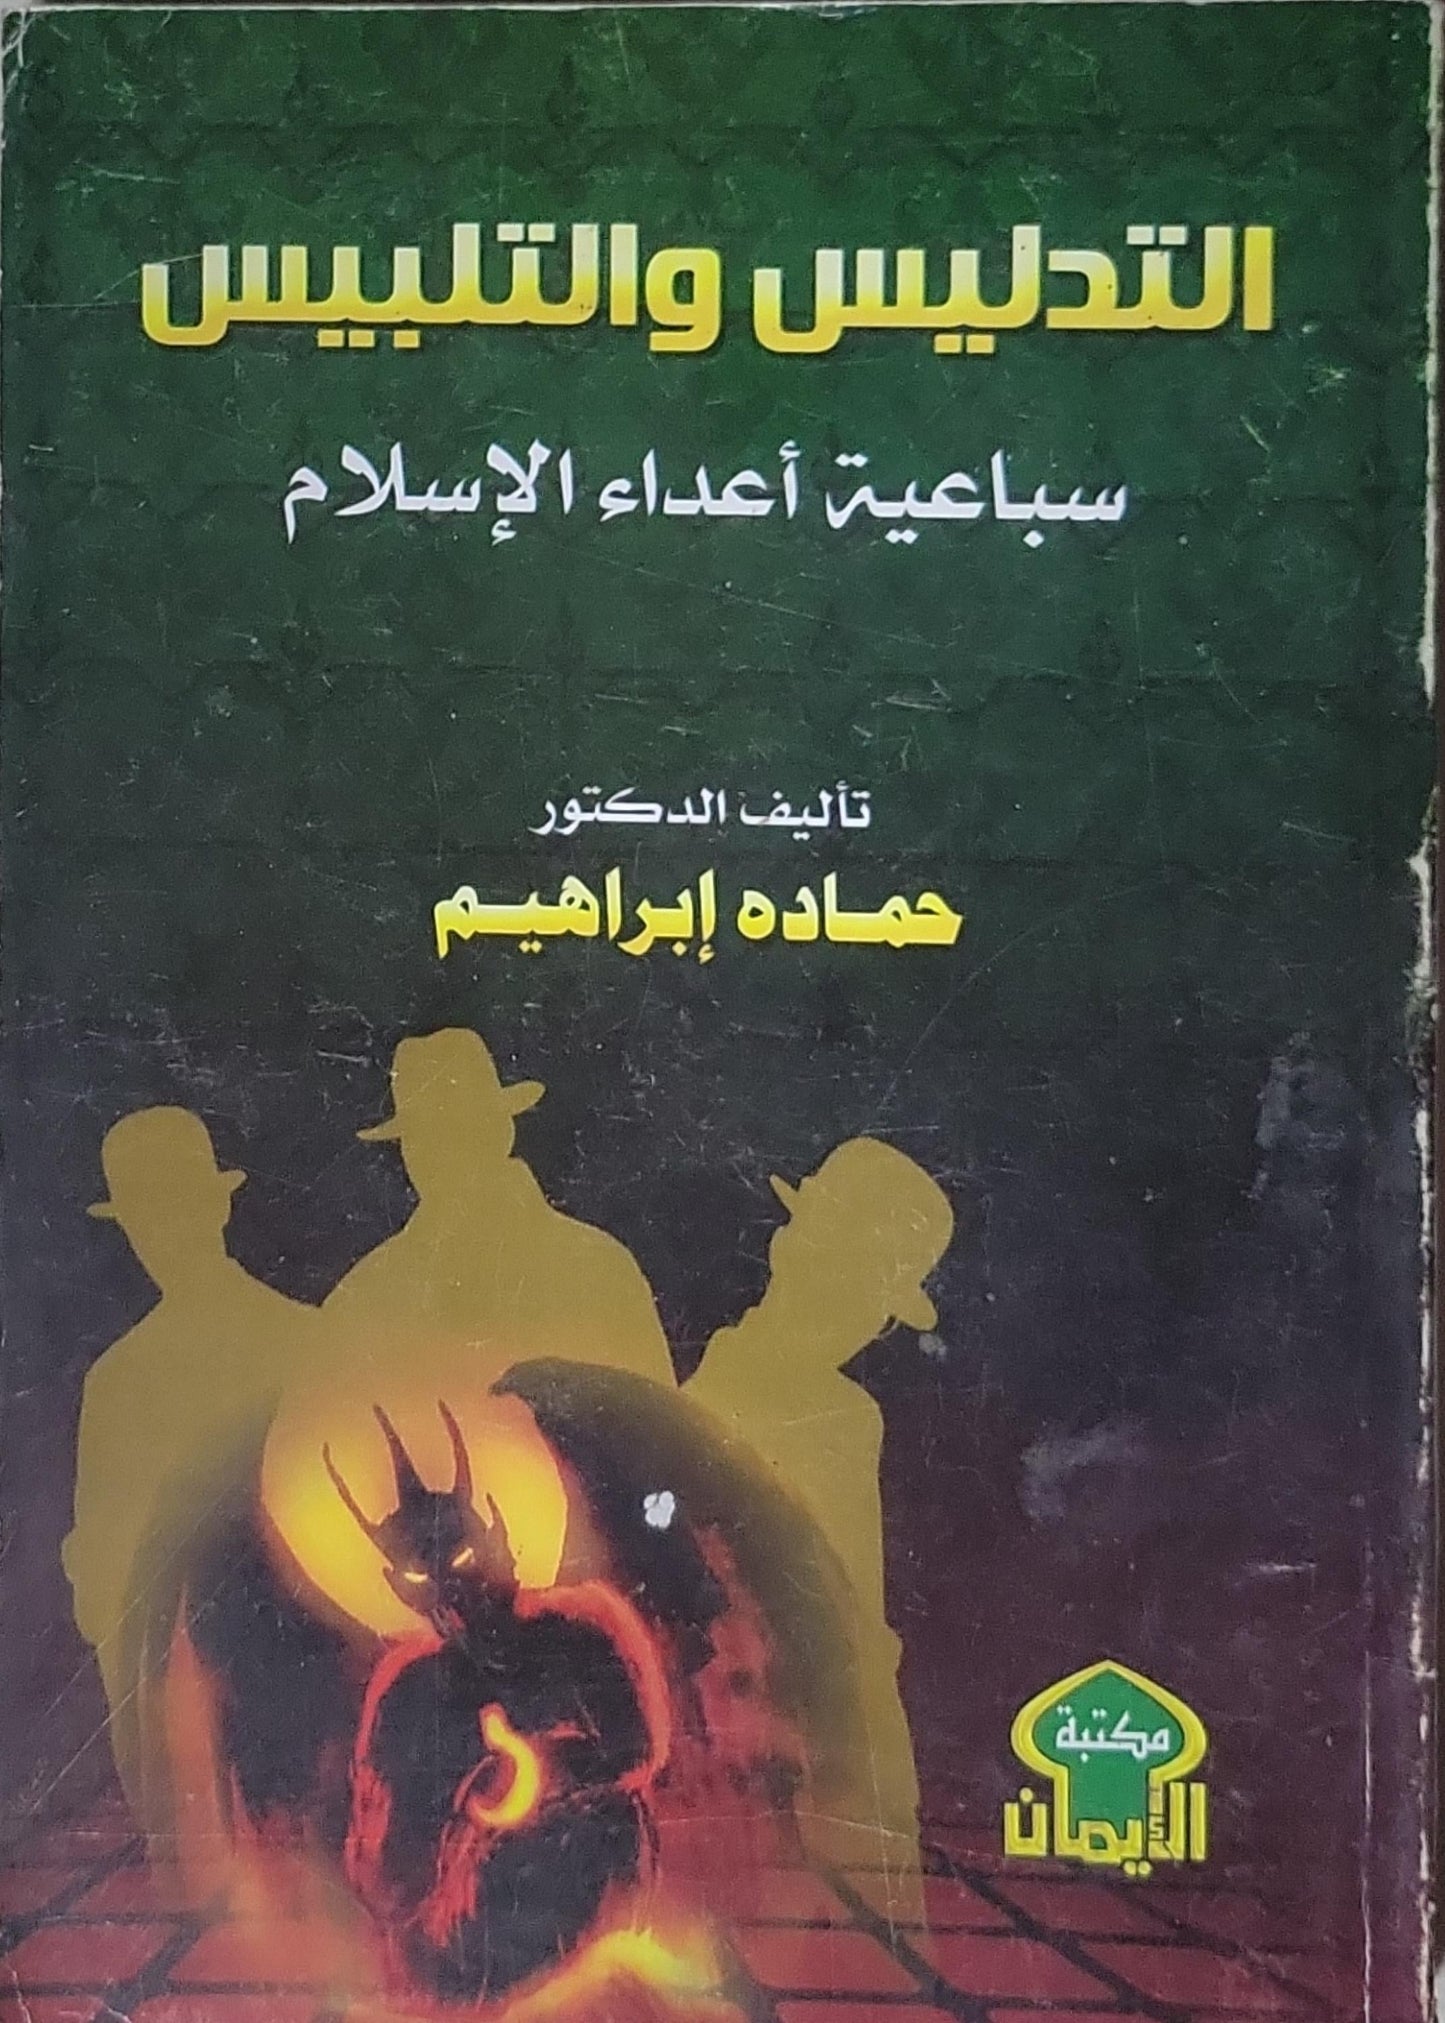 التدليس والتلبيس
سباعية أعداء الإسلام
تأليف الدكتور
حماده إبراهيم
مكتبة
الإيمان